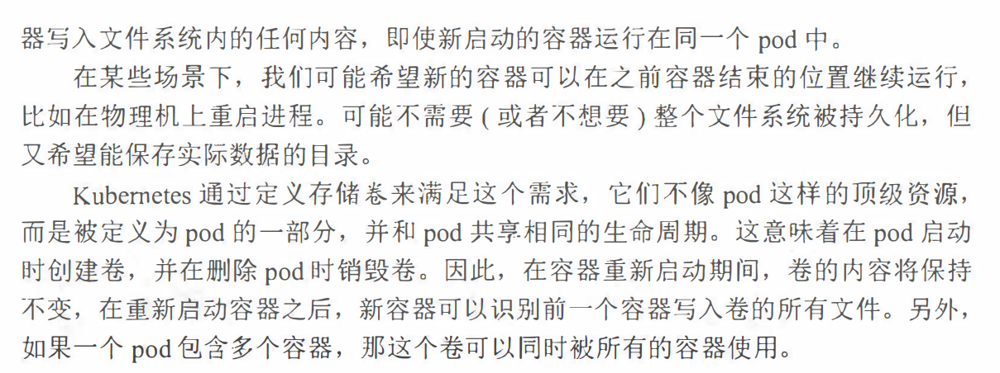 器写入文件系统内的任何内容，即使新启动的容器运行在同一个 pod 中。
在某些场景下，我们可能希望新的容器可以在之前容器结束的位置继续运行，
比如在物理机上重启进程。可能不需要 ( 或者不想要 ) 整个文件系统被持久化，但
又希望能保存实际数据的目录。
Kubernetes 通过定义存储卷来满足这个需求，它们不像 pod 这样的顶级资源，
而是被定义为 pod 的一部分，并和 pod 共享相同的生命周期。这意味着在 pod 启动
时创建卷，并在删除 pod 时销毁卷。因此，在容器重新启动期间，卷的内容将保持
不变，在重新启动容器之后，新容器可以识别前一个容器写入卷的所有文件。另外，
如果一个 pod 包含多个容器，那这个卷可以同时被所有的容器使用。